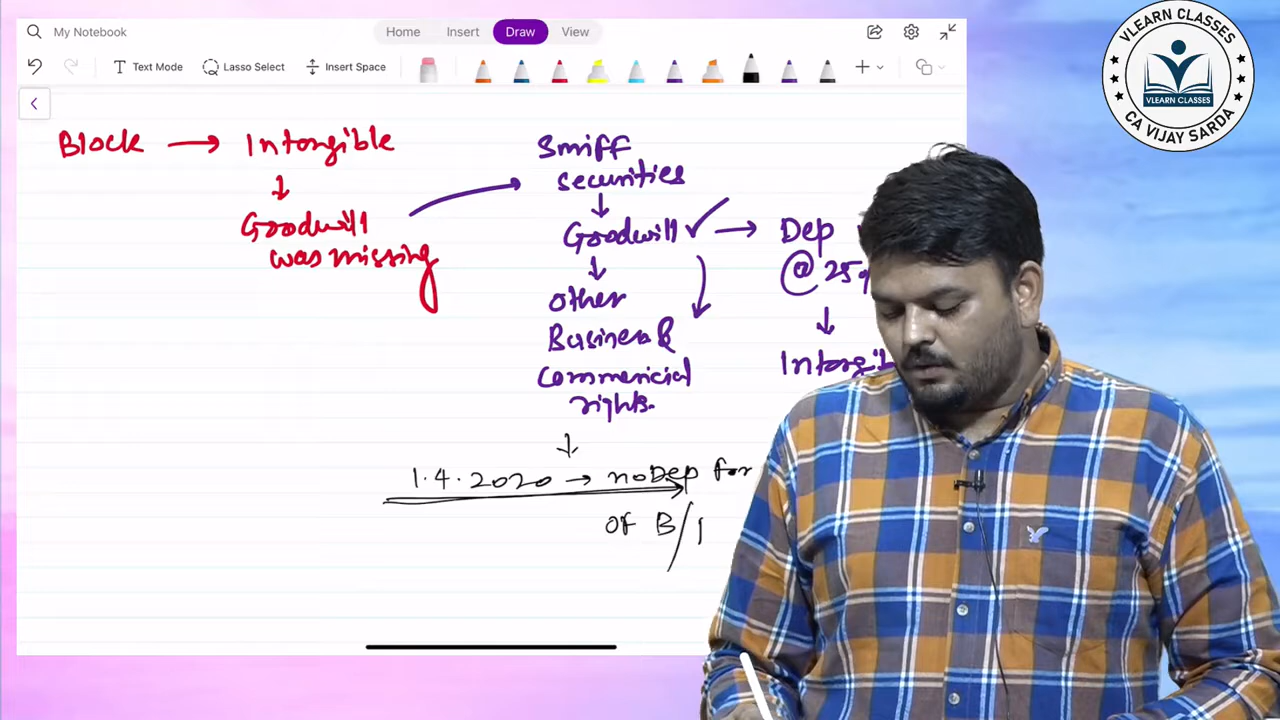 My Notebook
Home Insert Draw View
Text Mode Lasso Select Insert Space
VLEARN CLASSES
VLEARN CLASSES
CA VIJAY SARDA
Block → Intangible
↓
Goodwill
was missing
Smiff
securities
↓
Goodwill ✓ →
↓
other
Business &
Commericial
rights.
Dep
@ 25%
↓
Intangib
↓
1.4.2020 → no Dep for
of B/P